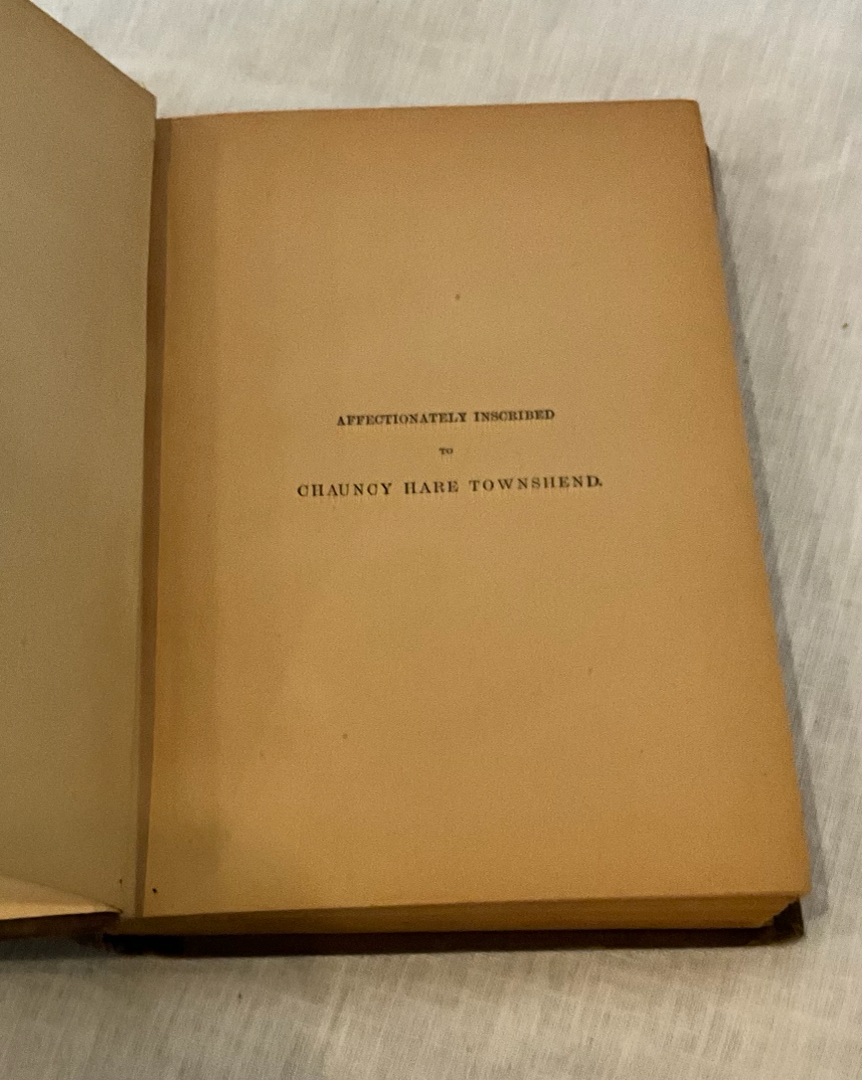 AFFECTIONATELY INSCRIBED
TO
CHAUNCY HARE TOWNSHEND.